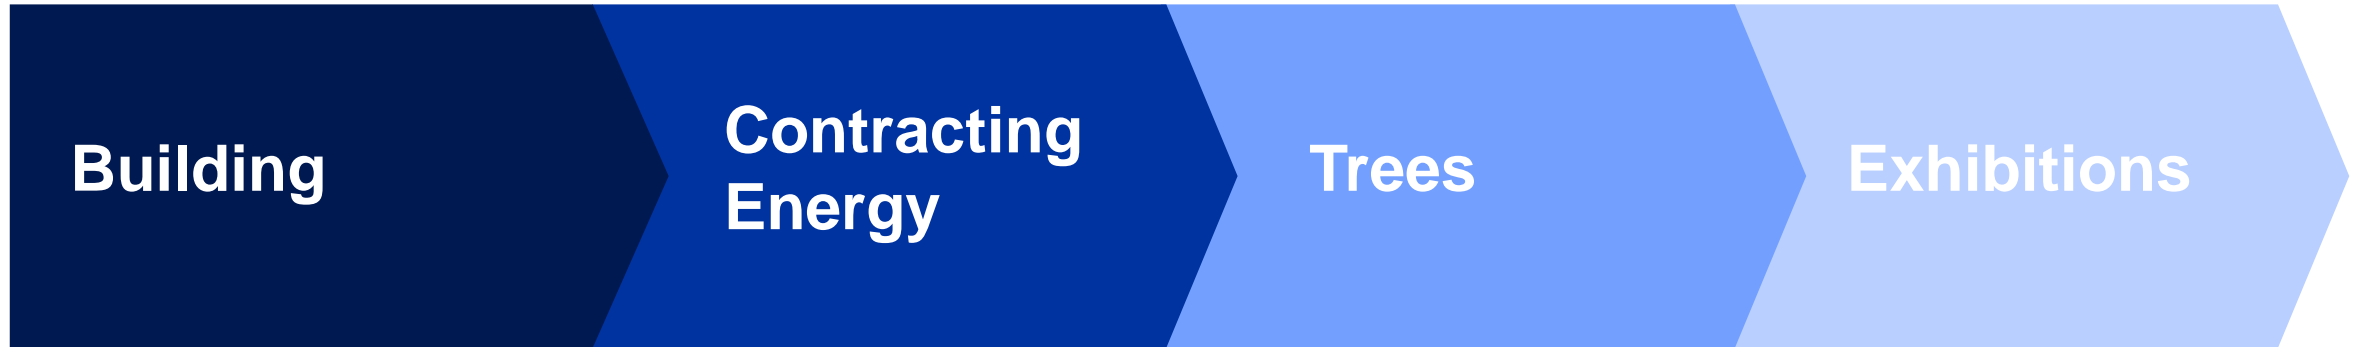 Building
Contracting
Energy
Trees
Exhibitions